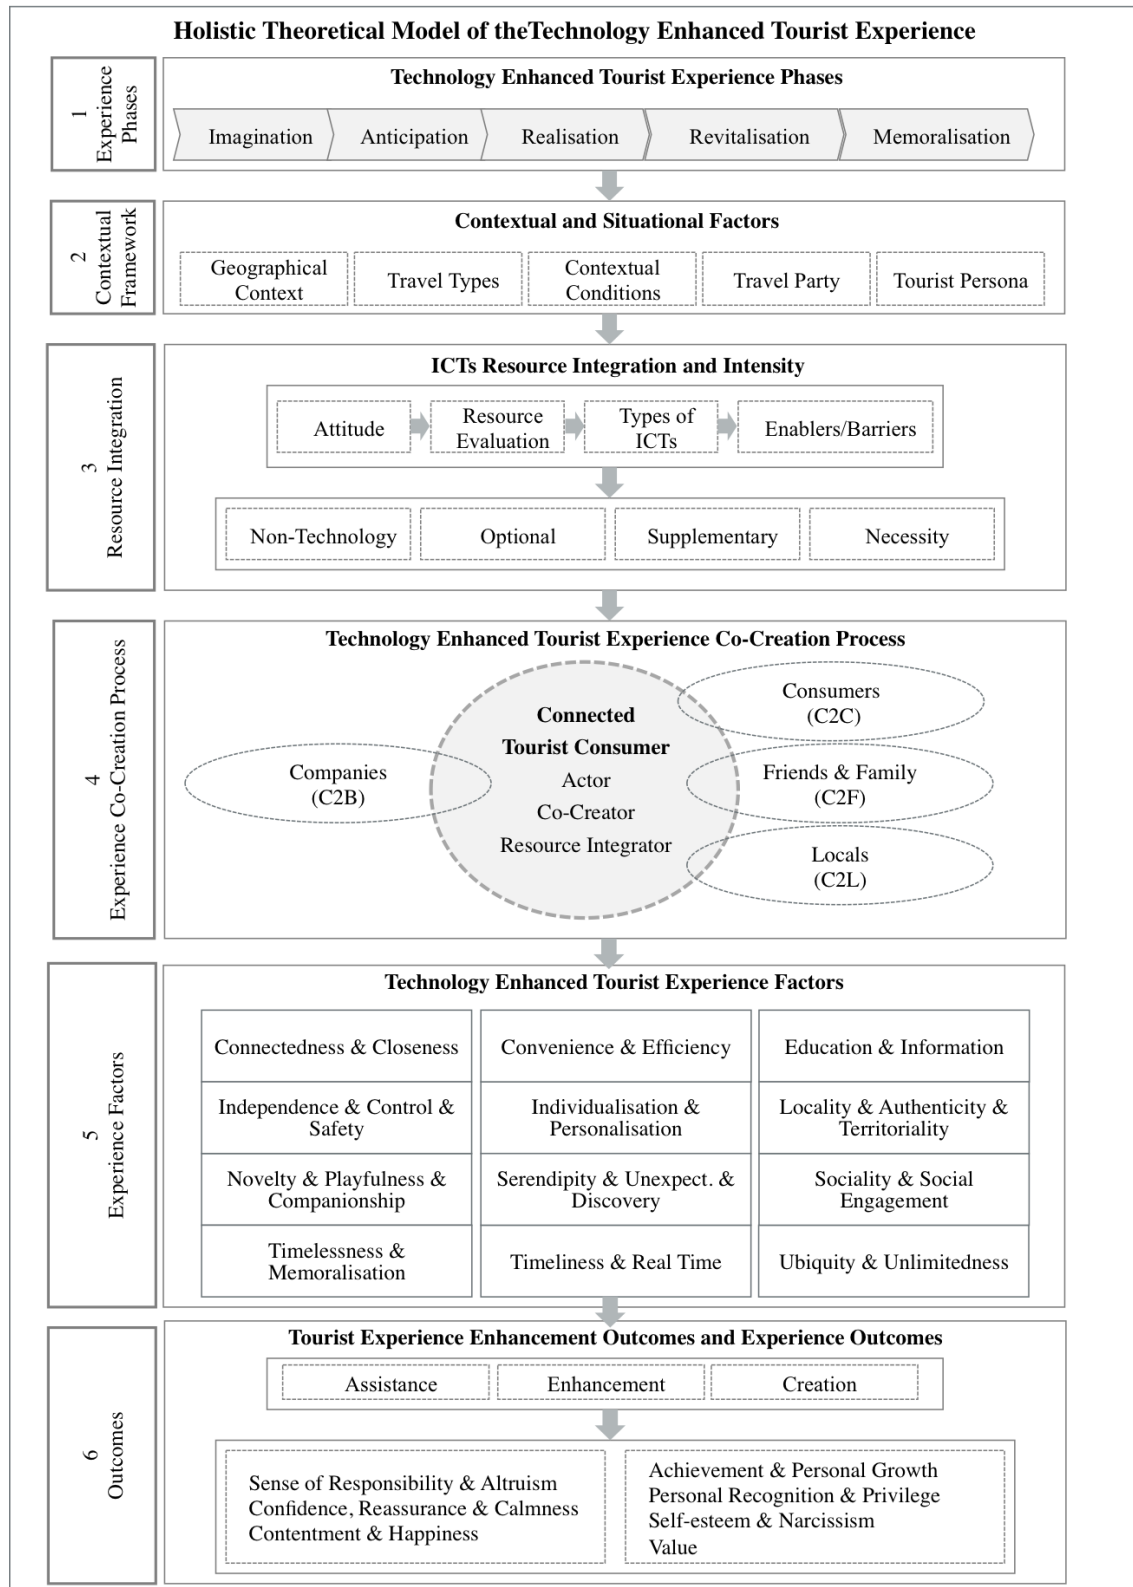 Holistic Theoretical Model of theTechnology Enhanced Tourist Experience
1
Experience
Phases
Technology Enhanced Tourist Experience Phases
Imagination
Anticipation
Realisation
Revitalisation
Memoralisation
2
Contextual
Framework
Contextual and Situational Factors
Geographical
Context
Travel Types
Contextual
Conditions
Travel Party
Tourist Persona
3
Resource Integration
ICTs Resource Integration and Intensity
Attitude
Resource
Evaluation
Types of
ICTs
Enablers/Barriers
Non-Technology
Optional
Supplementary
Necessity
4
Experience Co-Creation Process
Technology Enhanced Tourist Experience Co-Creation Process
Companies
(C2B)
Connected
Tourist Consumer
Actor
Co-Creator
Resource Integrator
Consumers
(C2C)
Friends & Family
(C2F)
Locals
(C2L)
5
Experience Factors
Technology Enhanced Tourist Experience Factors
Connectedness & Closeness
Convenience & Efficiency
Education & Information
Independence & Control &
Safety
Individualisation &
Personalisation
Locality & Authenticity &
Territoriality
Novelty & Playfulness &
Companionship
Serendipity & Unexpect. &
Discovery
Sociality & Social
Engagement
Timelessness &
Memoralisation
Timeliness & Real Time
Ubiquity & Unlimitedness
6
Outcomes
Tourist Experience Enhancement Outcomes and Experience Outcomes
Assistance
Enhancement
Creation
Sense of Responsibility & Altruism
Confidence, Reassurance & Calmness
Contentment & Happiness
Achievement & Personal Growth
Personal Recognition & Privilege
Self-esteem & Narcissism
Value